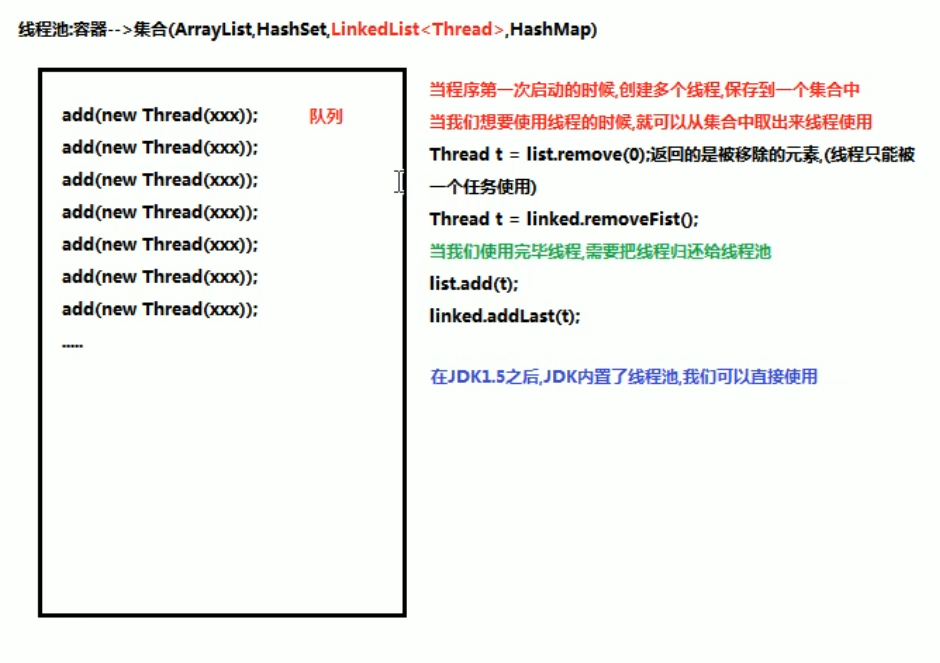 线程池:容器-->集合(ArrayList,HashSet,LinkedList<Thread>,HashMap)
add(new Thread(xxx));
队列
add(new Thread(xxx));
add(new Thread(xxx));
add(new Thread(xxx));
add(new Thread(xxx));
add(new Thread(xxx));
add(new Thread(xxx));
.....
当程序第一次启动的时候,创建多个线程,保存到一个集合中
当我们想要使用线程的时候,就可以从集合中取出来线程使用
Thread t = list.remove(0);返回的是被移除的元素,(线程只能被
一个任务使用)
Thread t = linked.removeFist();
当我们使用完毕线程,需要把线程归还给线程池
list.add(t);
linked.addLast(t);
在JDK1.5之后,JDK内置了线程池,我们可以直接使用